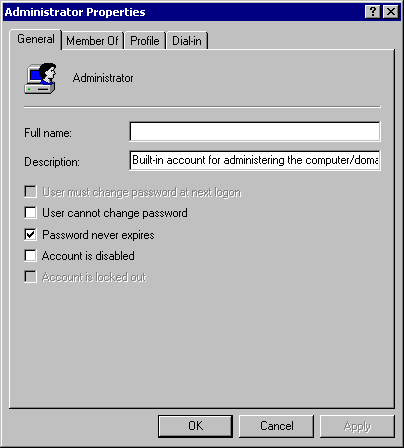 Administrator Properties
General
Member Of
Profile
Dial-in
Administrator
Full name:
Description: Built-in account for administering the computer/doma
User must change password at next logon
User cannot change password
Password never expires
Account is disabled
Account is locked out
OK
Cancel
Apply